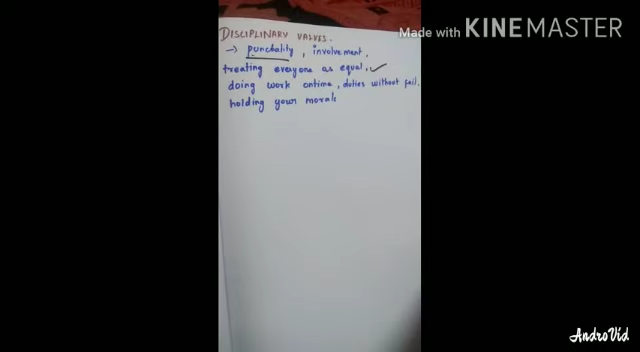 Made with KINEMASTER
DISCIPLINARY VALUES.
→ punctuality, involvement,
treating everyone as equal. ✓
doing work ontime, duties without fail,
holding your morals
AndroVid